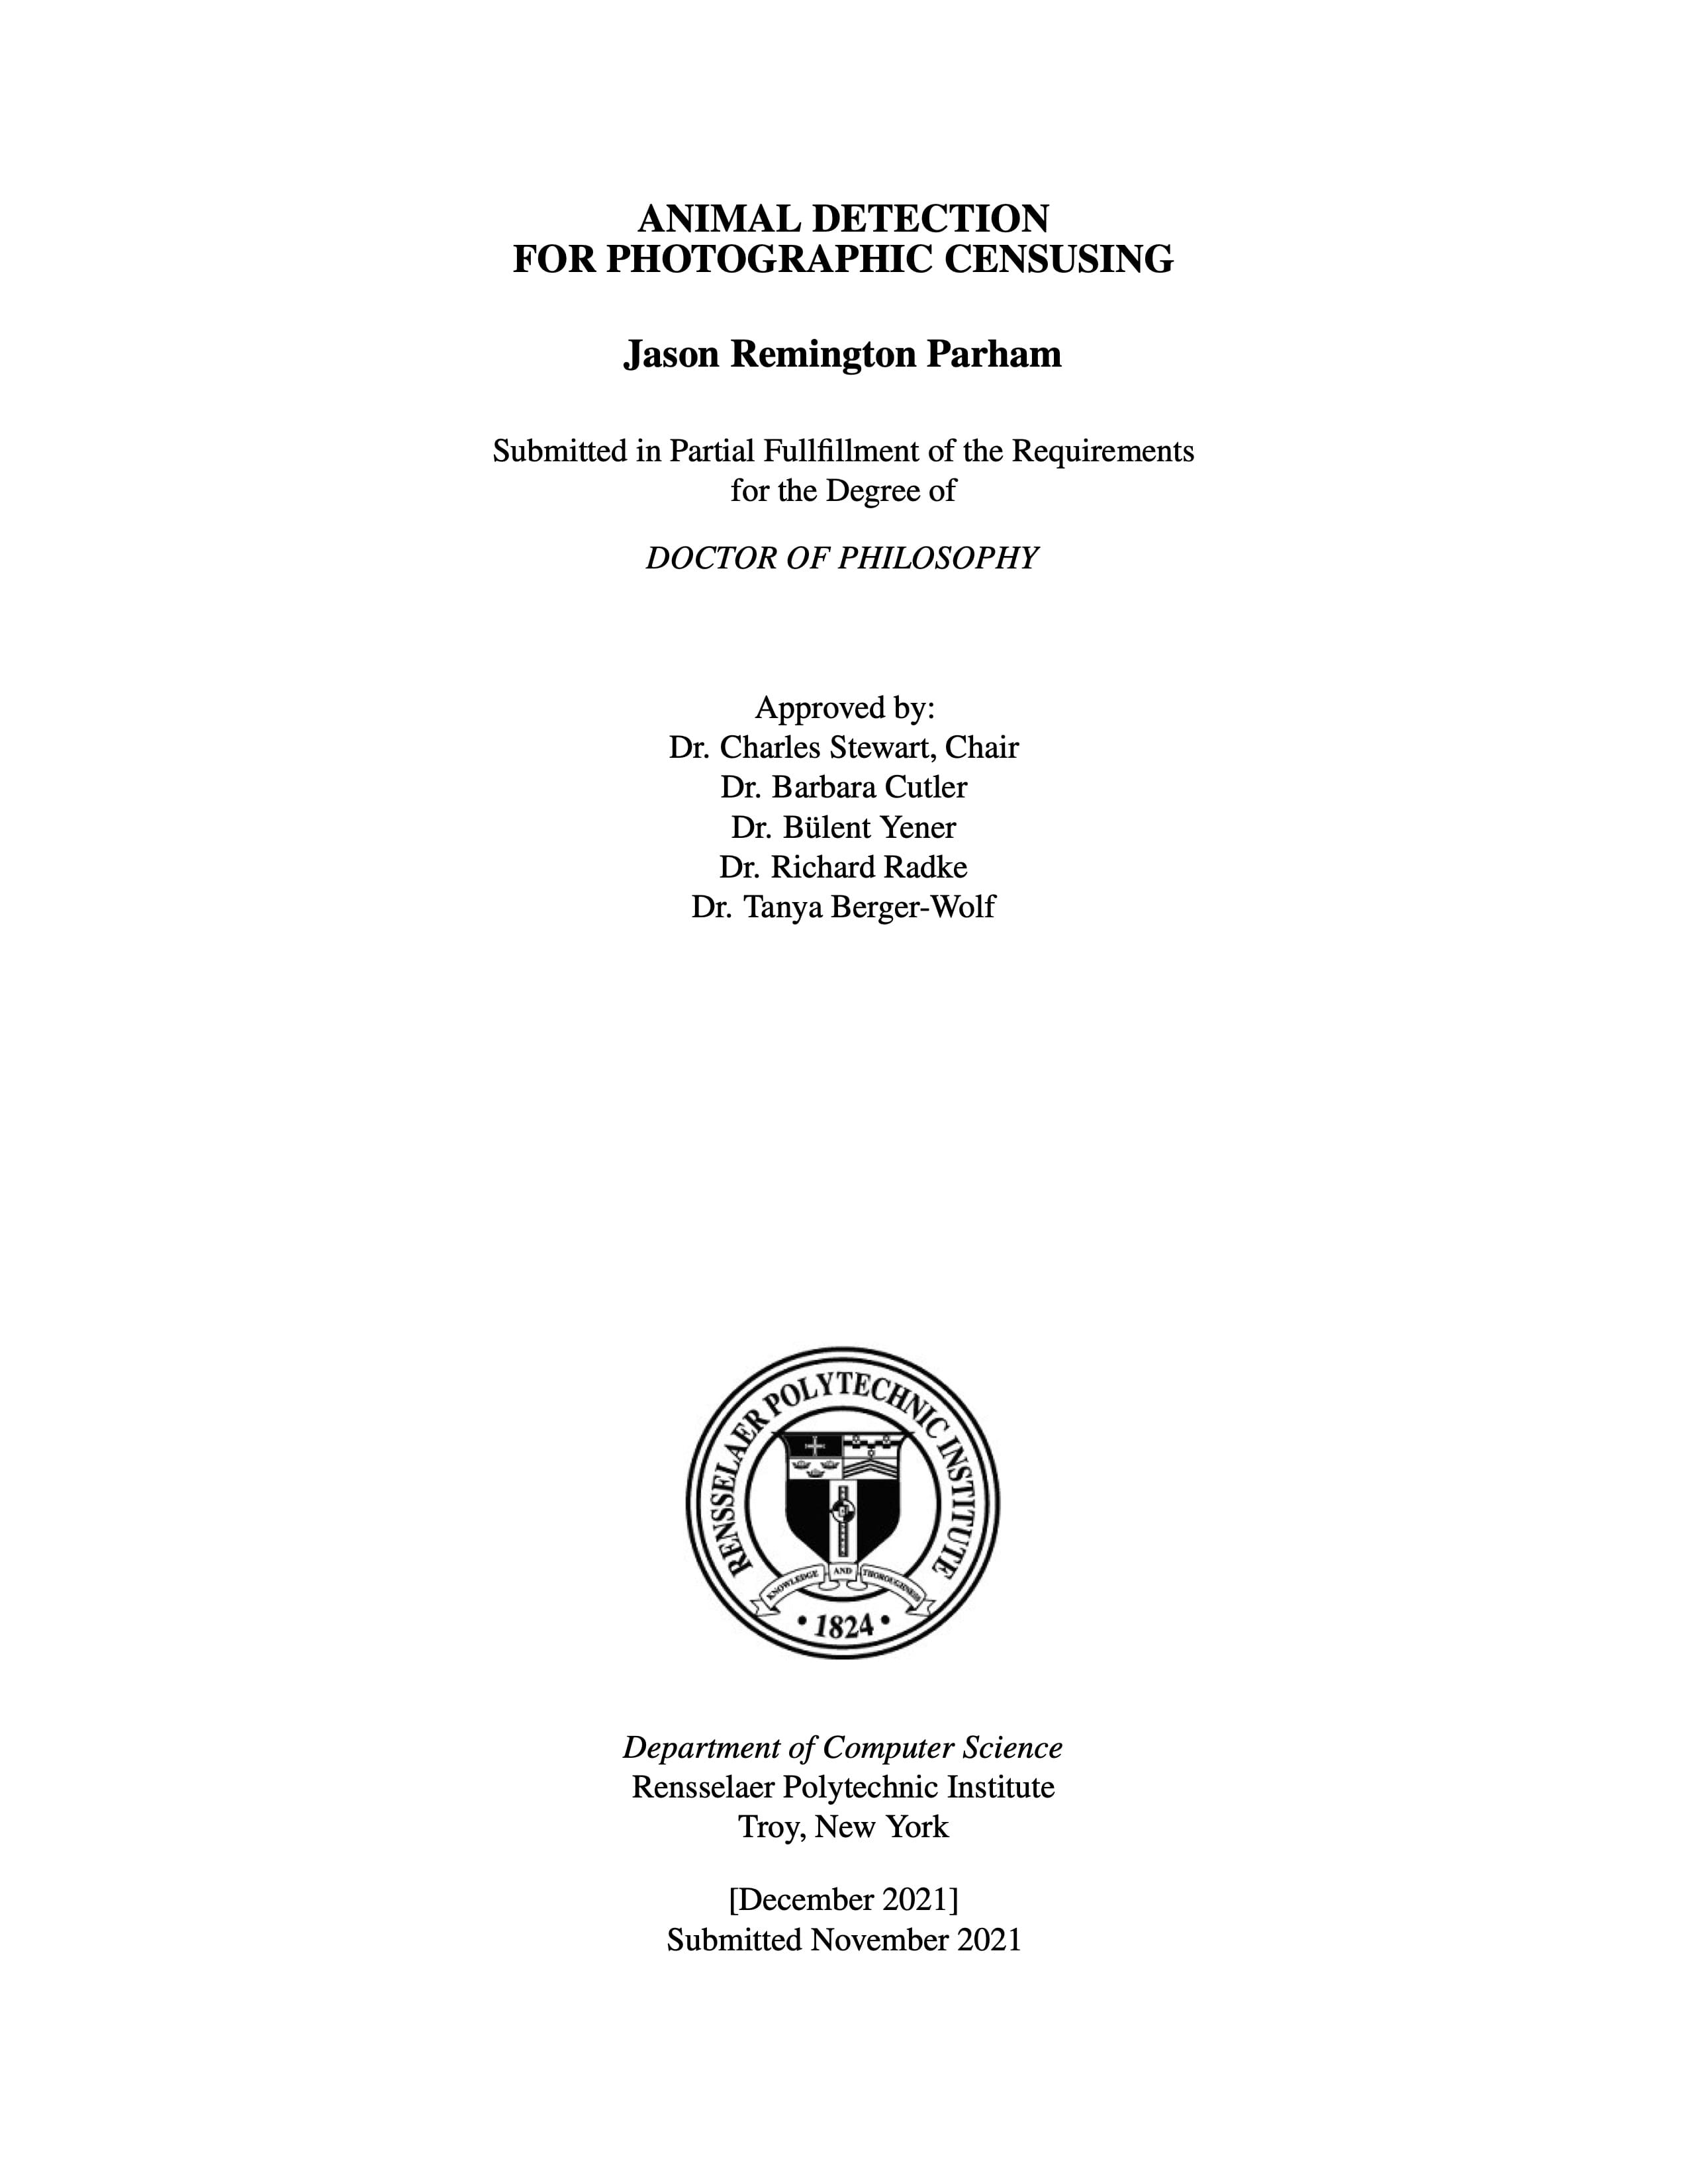 ANIMAL DETECTION
FOR PHOTOGRAPHIC CENSUSING
Jason Remington Parham
Submitted in Partial Fullfillment of the Requirements
for the Degree of
DOCTOR OF PHILOSOPHY
Approved by:
Dr. Charles Stewart, Chair
Dr. Barbara Cutler
Dr. Bülent Yener
Dr. Richard Radke
Dr. Tanya Berger-Wolf
RENSSELAER POLYTECHNIC INSTITUTE
KNOWLEDGE AND THOROUGHNESS
• 1824 •
Department of Computer Science
Rensselaer Polytechnic Institute
Troy, New York
[December 2021]
Submitted November 2021